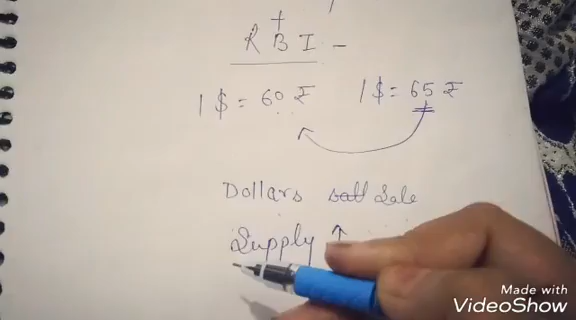 RBI :-
1 $ = 60 ₹ 1 $ = 65 ₹
Dollars Sale
Supply ↑
Made with
VideoShow